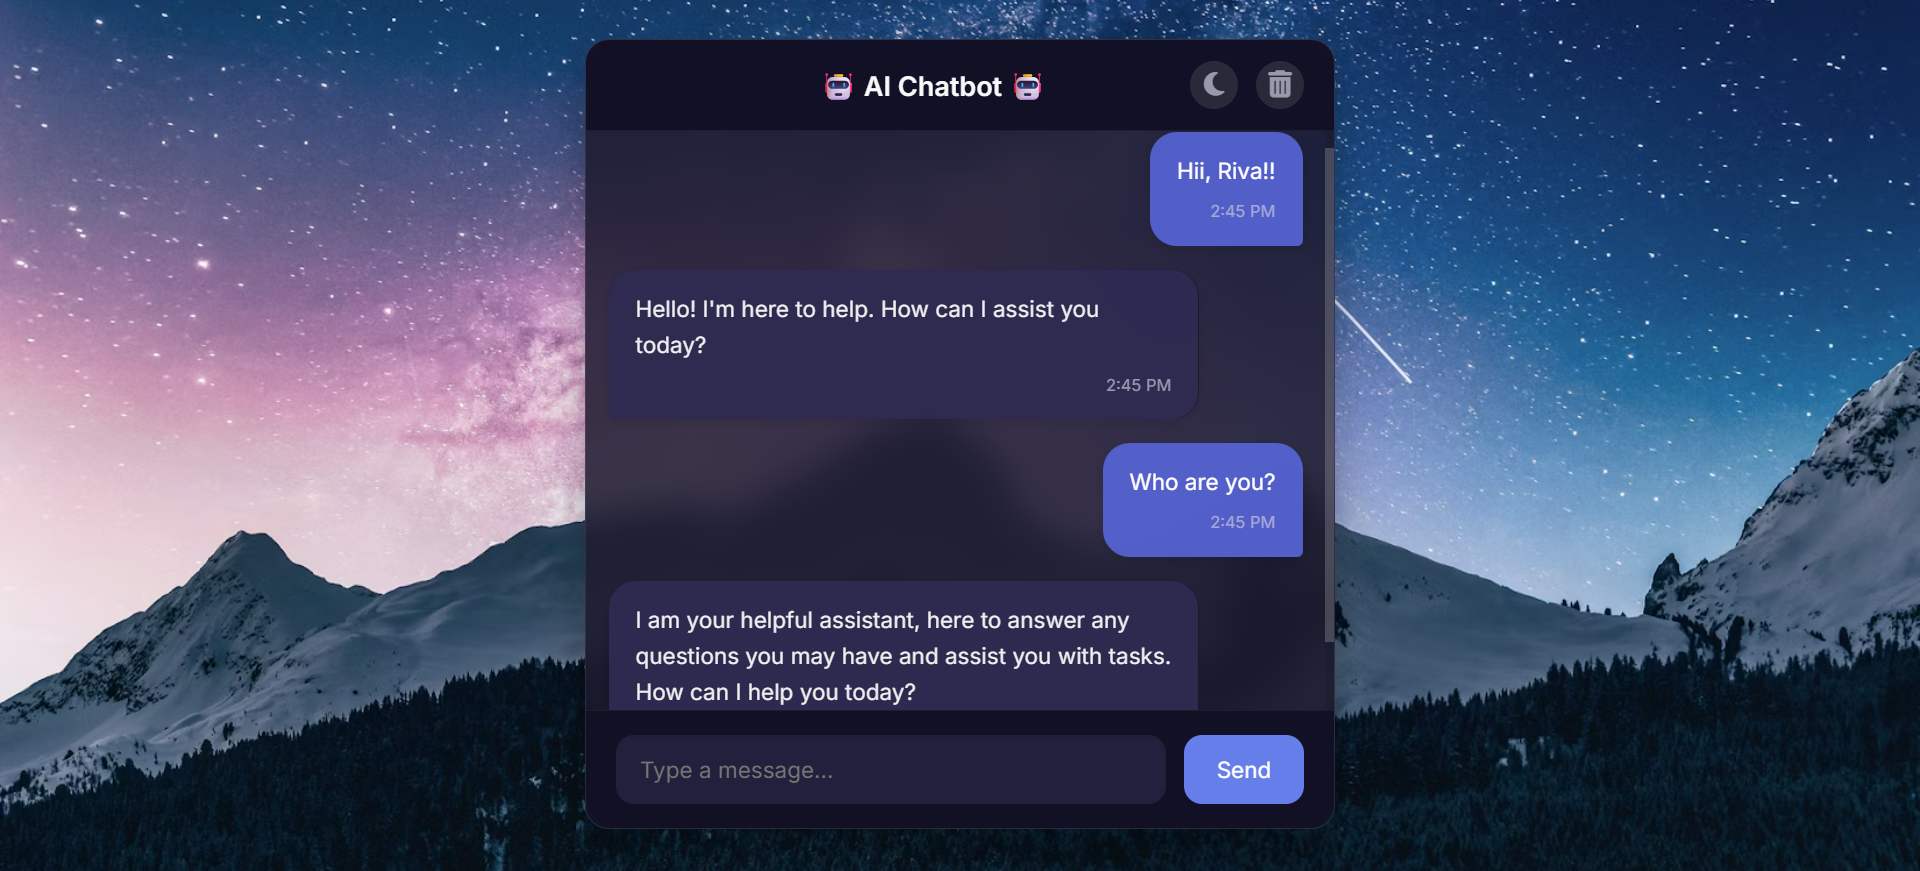 🤖 AI Chatbot 🤖
Hii, Riva!!
2:45 PM
Hello! I'm here to help. How can I assist you
today?
2:45 PM
Who are you?
2:45 PM
I am your helpful assistant, here to answer any
questions you may have and assist you with tasks.
How can I help you today?
Type a message...
Send